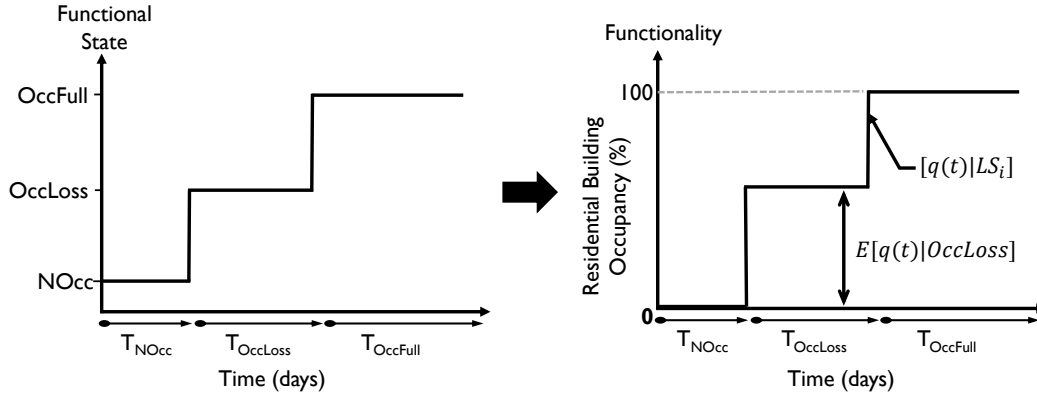 Functional
State
OccFull
OccLoss
NOcc
T_NOcc
T_OccLoss
T_OccFull
Time (days)
Functionality
100
Residential Building
Occupancy (%)
0
[q(t)|LS_i]
E[q(t)|OccLoss]
T_NOcc
T_OccLoss
T_OccFull
Time (days)